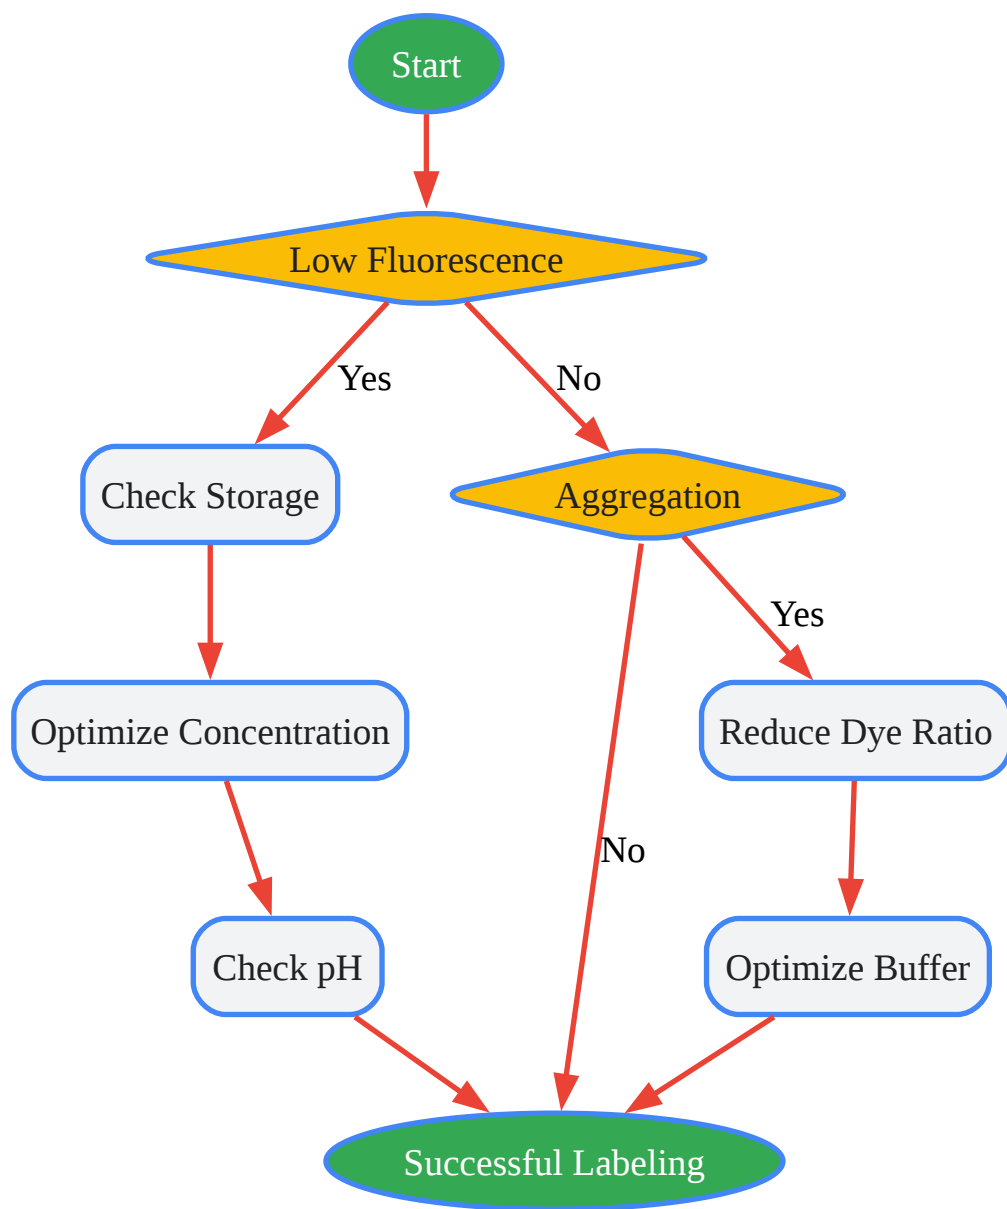 Start
Low Fluorescence
Yes
No
Check Storage
Aggregation
Yes
Optimize Concentration
Reduce Dye Ratio
No
Check pH
Optimize Buffer
Successful Labeling